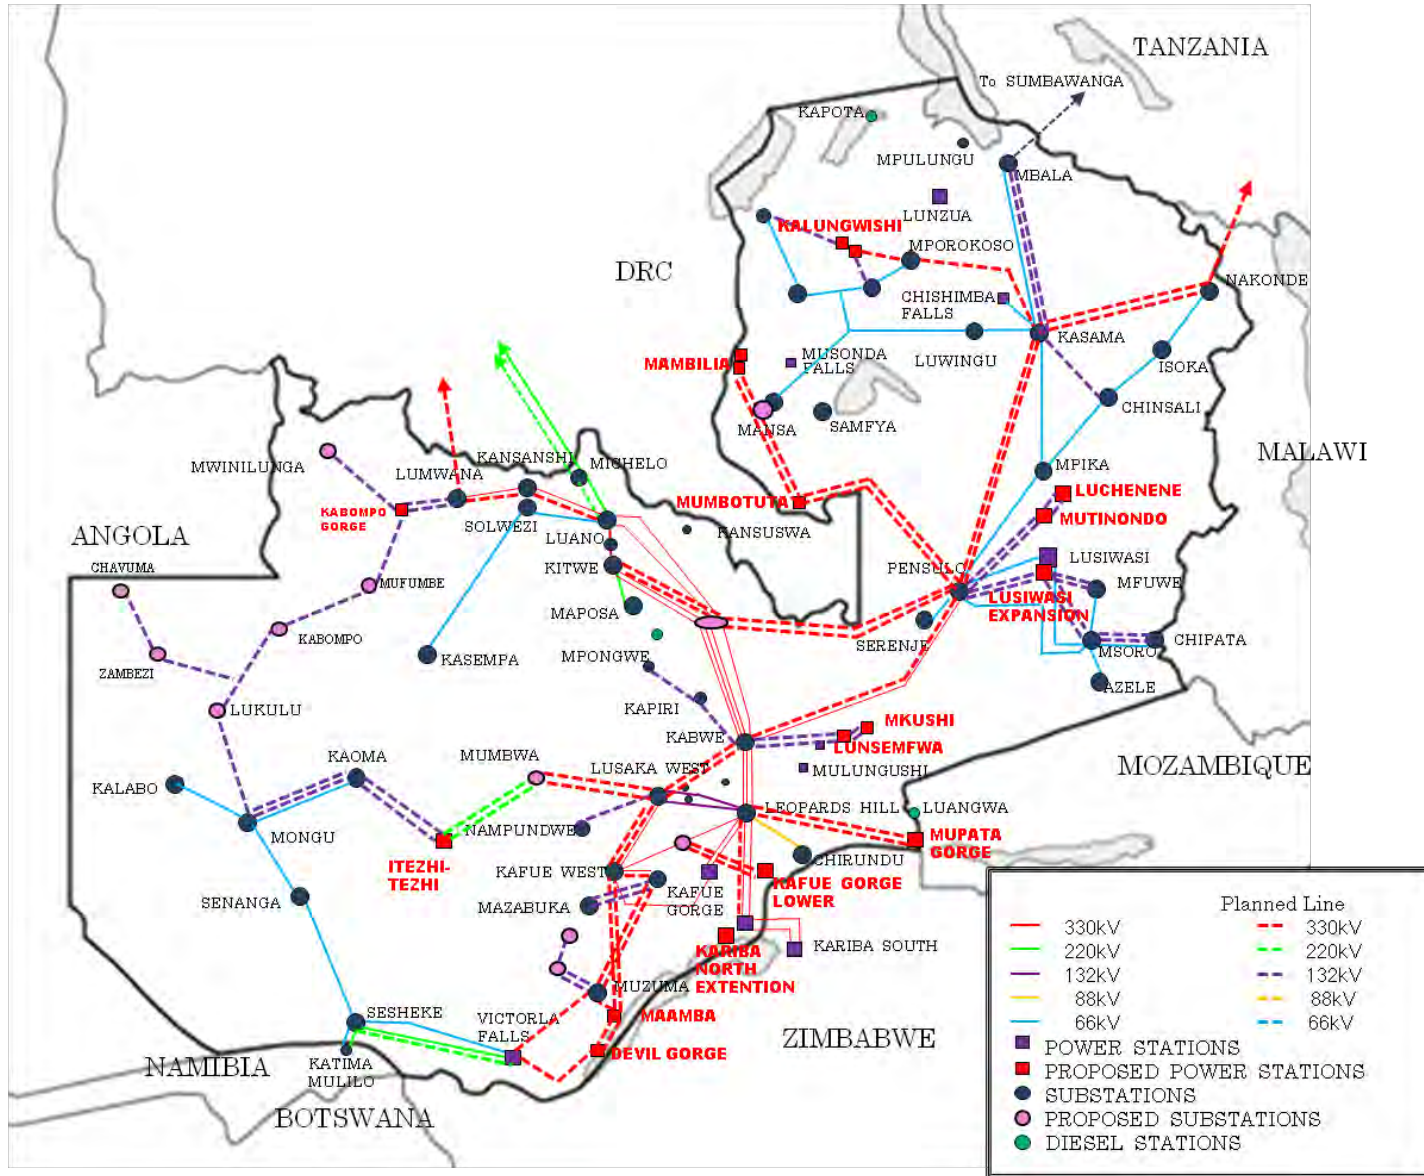 TANZANIA
To SUMBAWANGA
KAPOTA
MPULUNGU
MBALA
LUNZUA
KALUNGWISHI
MPOROKOSO
DRC
NAKONDE
CHISHIMBA
FALLS
KASAMA
LUWINGU
MUSONDA
FALLS
MAMBILIA
ISOKA
CHINSALI
MANSA
SAMFYA
MALAWI
MWINILUNGA
LUMWANA
KANSANSHI
MICHELO
MPIKA
LUCHENENE
MUMBOTUTA
MUTINONDO
KABOMPO
GORGE
SOLWEZI
LUANO
KANSUSWA
ANGOLA
CHAVUMA
KITWE
PENSULO
LUSIWASI
MFUWE
MUFUMBE
MAPOSA
LUSIWASI
EXPANSION
KABOMPO
SERENJE
CHIPATA
MSORO
ZAMBEZI
KASEMPA
MPONGWE
AZELE
LUKULU
KAPIRI
MKUSHI
KABWE
LUNSEMFWA
KAOMA
MUMBWA
LUSAKA WEST
MULUNGUSHI
MOZAMBIQUE
KALABO
LEOPARDS HILL
LUANGWA
MONGU
NAMPUNDWE
MUPATA
GORGE
ITEZHI-
TEZHI
KAFUE WEST
CHIRUNDU
KAFUE GORGE
LOWER
KAFUE
GORGE
SENANGA
MAZABUKA
KARIBA SOUTH
KARIBA
NORTH
EXTENTION
MUZUMA
MAAMBA
ZIMBABWE
SESHEKE
VICTORLA
FALLS
DEVIL GORGE
NAMIBIA
KATIMA
MULILO
BOTSWANA
Planned Line
330kV 330kV
220kV 220kV
132kV 132kV
88kV 88kV
66kV 66kV
POWER STATIONS
PROPOSED POWER STATIONS
SUBSTATIONS
PROPOSED SUBSTATIONS
DIESEL STATIONS